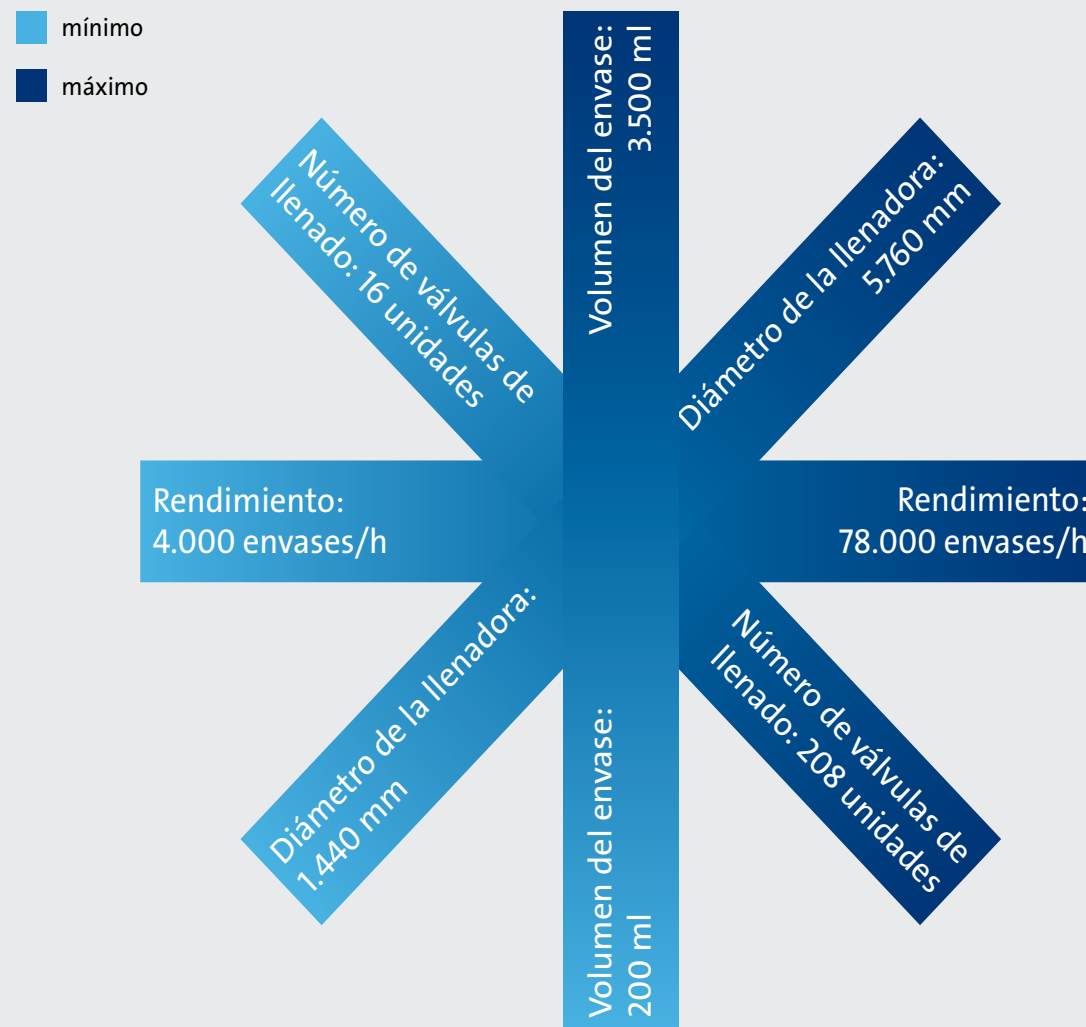 mínimo
máximo
Volumen del envase:
3.500 ml
Número de válvulas de
llenado: 16 unidades
Diámetro de la llenadora:
5.760 mm
Rendimiento:
4.000 envases/h
Rendimiento:
78.000 envases/h
Diámetro de la llenadora:
1.440 mm
Número de válvulas de
llenado: 208 unidades
Volumen del envase:
200 ml